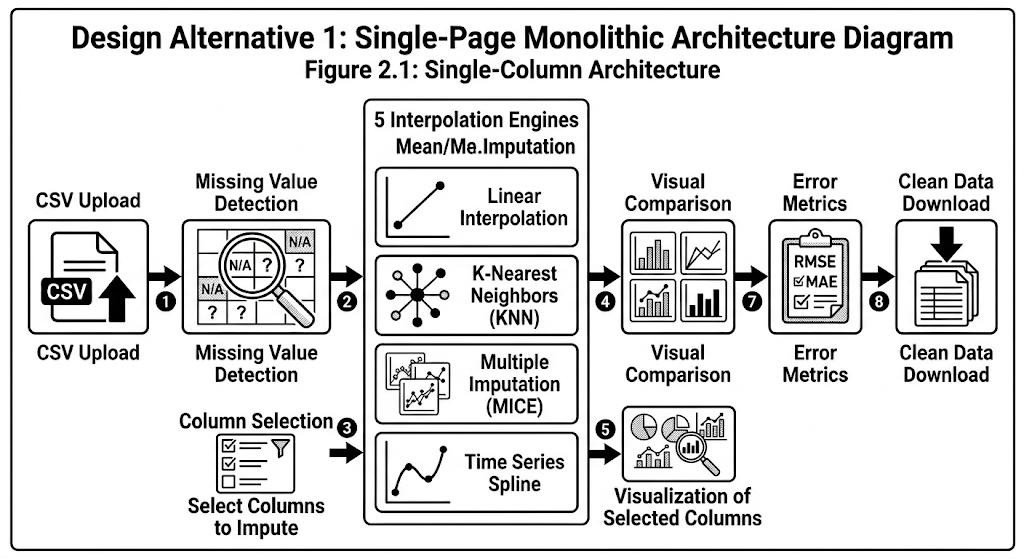 Design Alternative 1: Single-Page Monolithic Architecture Diagram
Figure 2.1: Single-Column Architecture
CSV Upload
CSV
CSV Upload
1
Missing Value
Detection
N/A
N/A ? ?
N/A
? ?
Missing Value
Detection
2
Column Selection
Select Columns
to Impute
3
5 Interpolation Engines
Mean/Me.Imputation
Linear
Interpolation
K-Nearest
Neighbors
(KNN)
Multiple
Imputation
(MICE)
Time Series
Spline
4
Visual
Comparison
Visual
Comparison
5
Visualization of
Selected Columns
7
Error
Metrics
RMSE
MAE
Error
Metrics
8
Clean Data
Download
Clean Data
Download